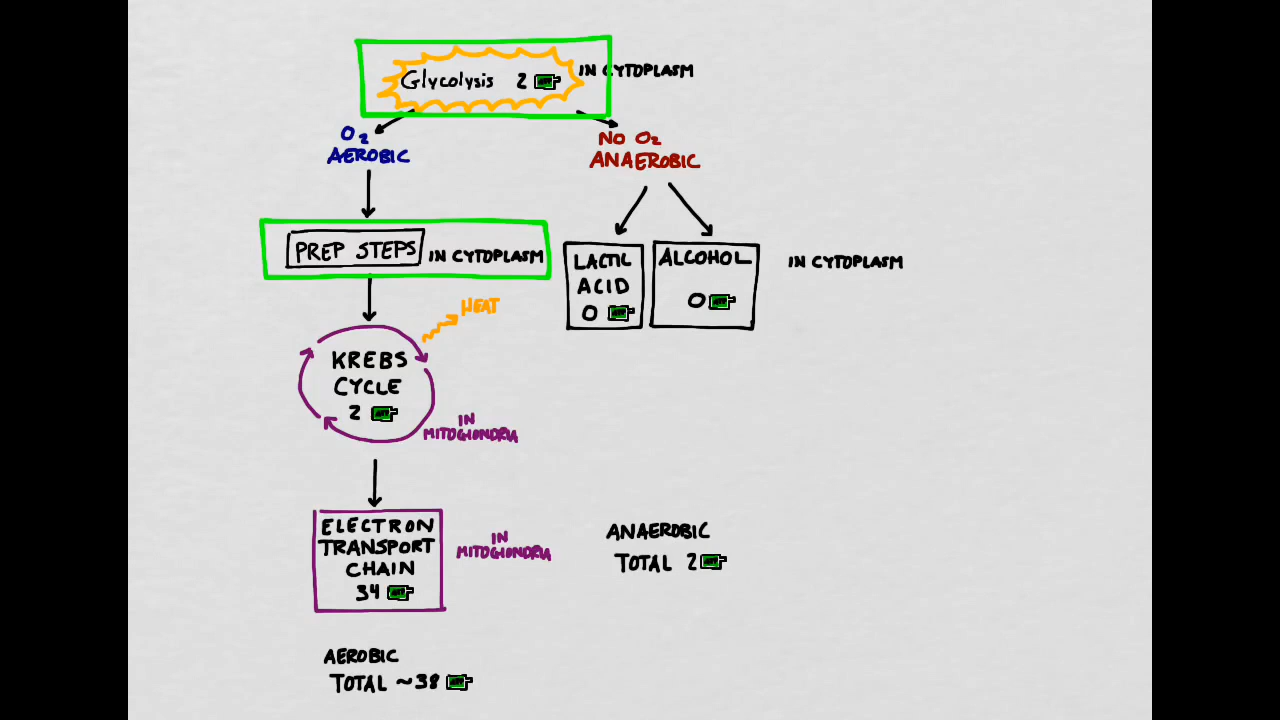 Glycolysis 2
IN CYTOPLASM
O2
AEROBIC
NO O2
ANAEROBIC
PREP STEPS
IN CYTOPLASM
LACTIC
ACID
0
ALCOHOL
0
IN CYTOPLASM
HEAT
KREBS
CYCLE
2
IN
MITOCHONDRIA
ELECTRON
TRANSPORT
CHAIN
34
IN
MITOCHONDRIA
ANAEROBIC
TOTAL 2
AEROBIC
TOTAL ~38